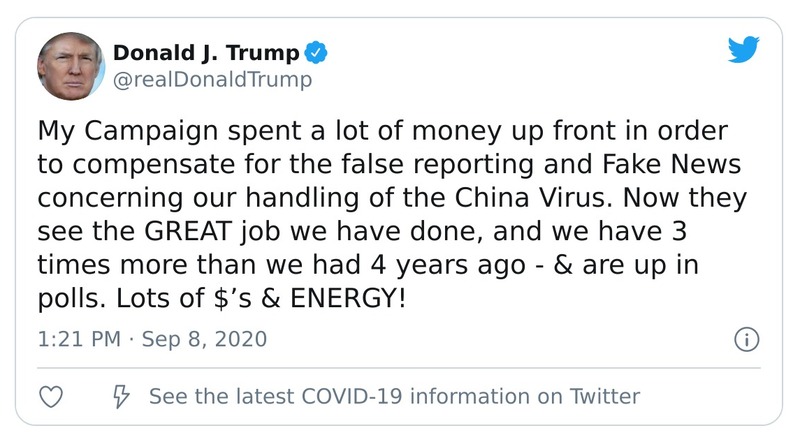 Donald J. Trump
@realDonaldTrump
My Campaign spent a lot of money up front in order
to compensate for the false reporting and Fake News
concerning our handling of the China Virus. Now they
see the GREAT job we have done, and we have 3
times more than we had 4 years ago - & are up in
polls. Lots of $’s & ENERGY!
1:21 PM · Sep 8, 2020
See the latest COVID-19 information on Twitter